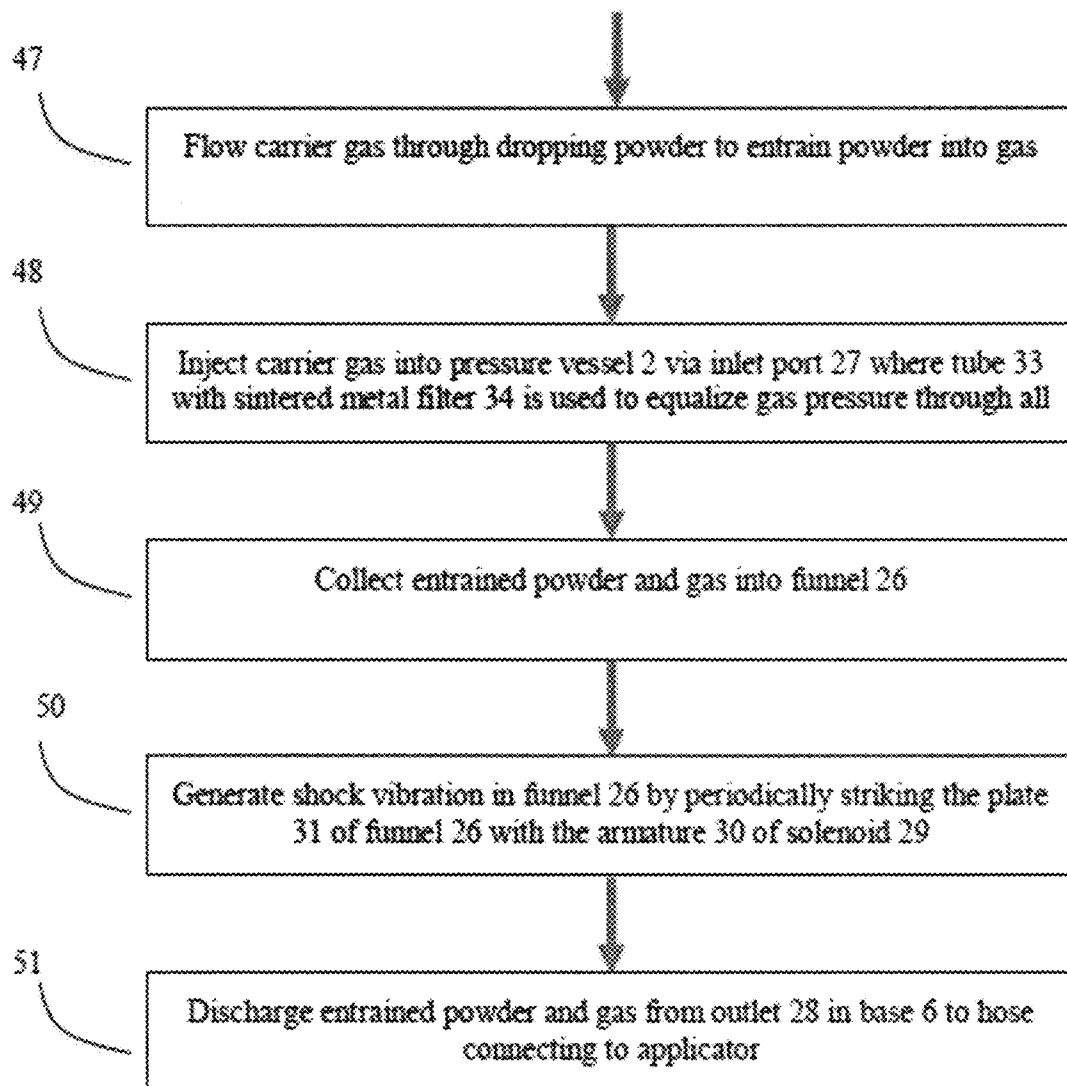 47
Flow carrier gas through dropping powder to entrain powder into gas
48
Inject carrier gas into pressure vessel 2 via inlet port 27 where tube 33
with sintered metal filter 34 is used to equalize gas pressure through all
49
Collect entrained powder and gas into funnel 26
50
Generate shock vibration in funnel 26 by periodically striking the plate
31 of funnel 26 with the armature 30 of solenoid 29
51
Discharge entrained powder and gas from outlet 28 in base 6 to hose
connecting to applicator